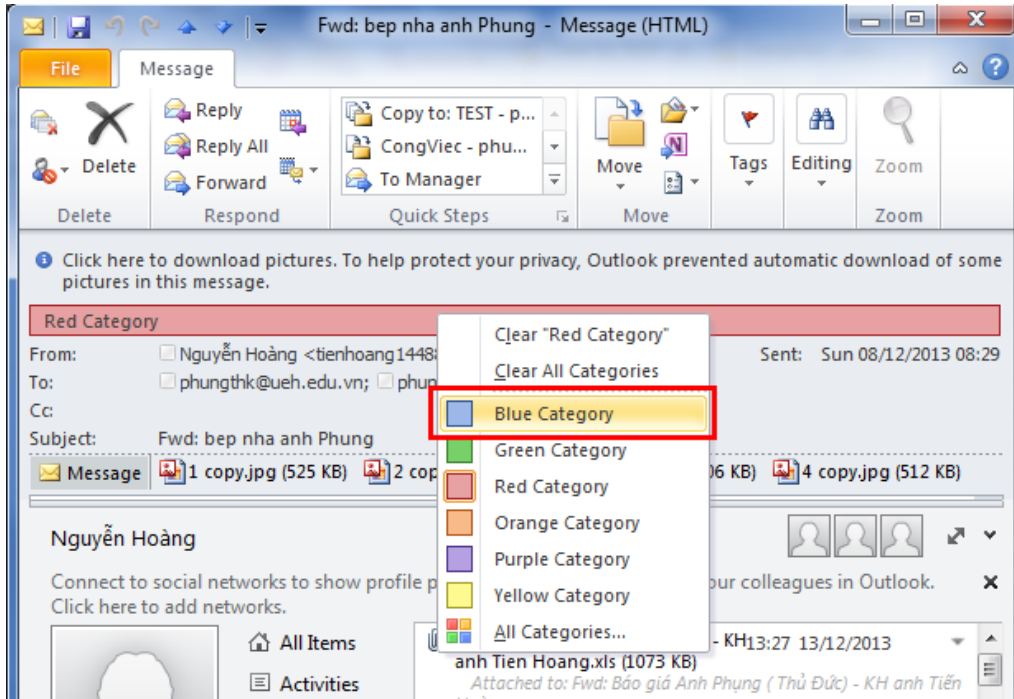 Fwd: bep nha anh Phung - Message (HTML)
File Message
Delete
Reply
Reply All
Forward
Copy to: TEST - p...
CongViec - phu...
To Manager
Move
Tags
Editing
Zoom
Delete Respond Quick Steps Move Zoom
Click here to download pictures. To help protect your privacy, Outlook prevented automatic download of some
pictures in this message.
Red Category
From: Nguyễn Hoàng <tienhoang1448
Sent: Sun 08/12/2013 08:29
To: phungthk@ueh.edu.vn; phun
Cc:
Subject: Fwd: bep nha anh Phung
Message 1 copy.jpg (525 KB) 2 cop 06 KB) 4 copy.jpg (512 KB)
Clear "Red Category"
Clear All Categories
Blue Category
Green Category
Red Category
Orange Category
Purple Category
Yellow Category
All Categories...
Nguyễn Hoàng
Connect to social networks to show profile p our colleagues in Outlook.
Click here to add networks.
All Items
Activities
- KH 13:27 13/12/2013
anh Tien Hoang.xls (1073 KB)
Attached to: Fwd: Báo giá Anh Phụng ( Thủ Đức) - KH anh Tiến